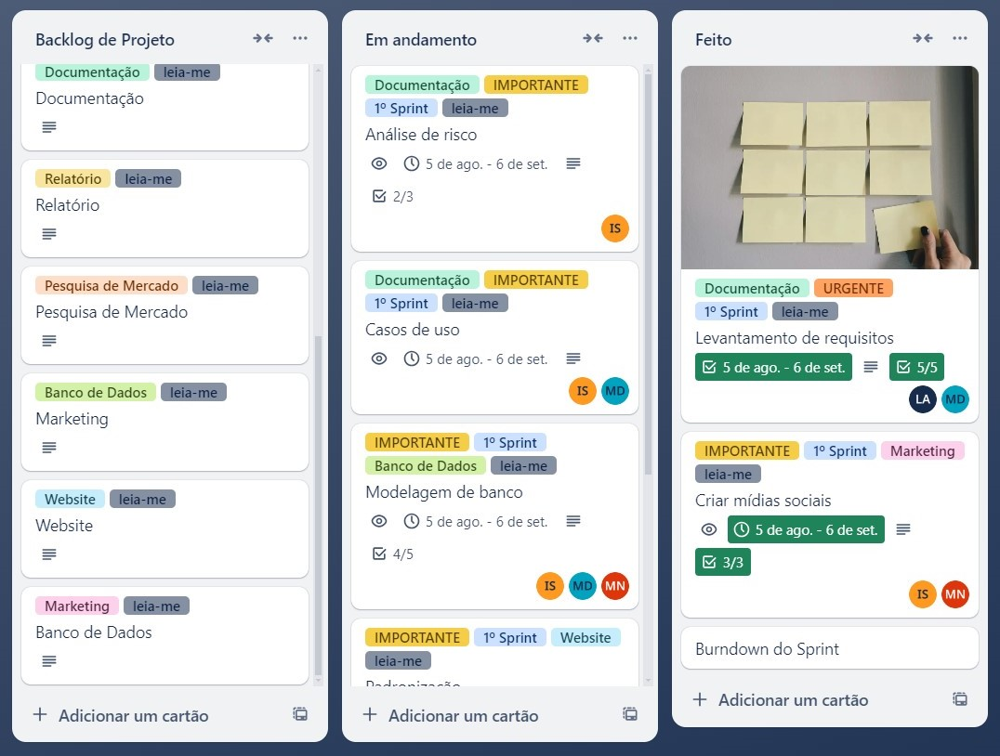 Backlog de Projeto
Documentação leia-me
Documentação
Relatório leia-me
Relatório
Pesquisa de Mercado leia-me
Pesquisa de Mercado
Banco de Dados leia-me
Marketing
Website leia-me
Website
Marketing leia-me
Banco de Dados
+ Adicionar um cartão
Em andamento
Documentação IMPORTANTE
1º Sprint leia-me
Análise de risco
5 de ago. - 6 de set.
2/3
IS
Documentação IMPORTANTE
1º Sprint leia-me
Casos de uso
5 de ago. - 6 de set.
IS MD
IMPORTANTE 1º Sprint
Banco de Dados leia-me
Modelagem de banco
5 de ago. - 6 de set.
4/5
IS MD MN
IMPORTANTE 1º Sprint Website
leia-me
Padronização
+ Adicionar um cartão
Feito
Documentação URGENTE
1º Sprint leia-me
Levantamento de requisitos
5 de ago. - 6 de set. 5/5
LA MD
IMPORTANTE 1º Sprint Marketing
leia-me
Criar mídias sociais
5 de ago. - 6 de set.
3/3
IS MN
Burndown do Sprint
+ Adicionar um cartão